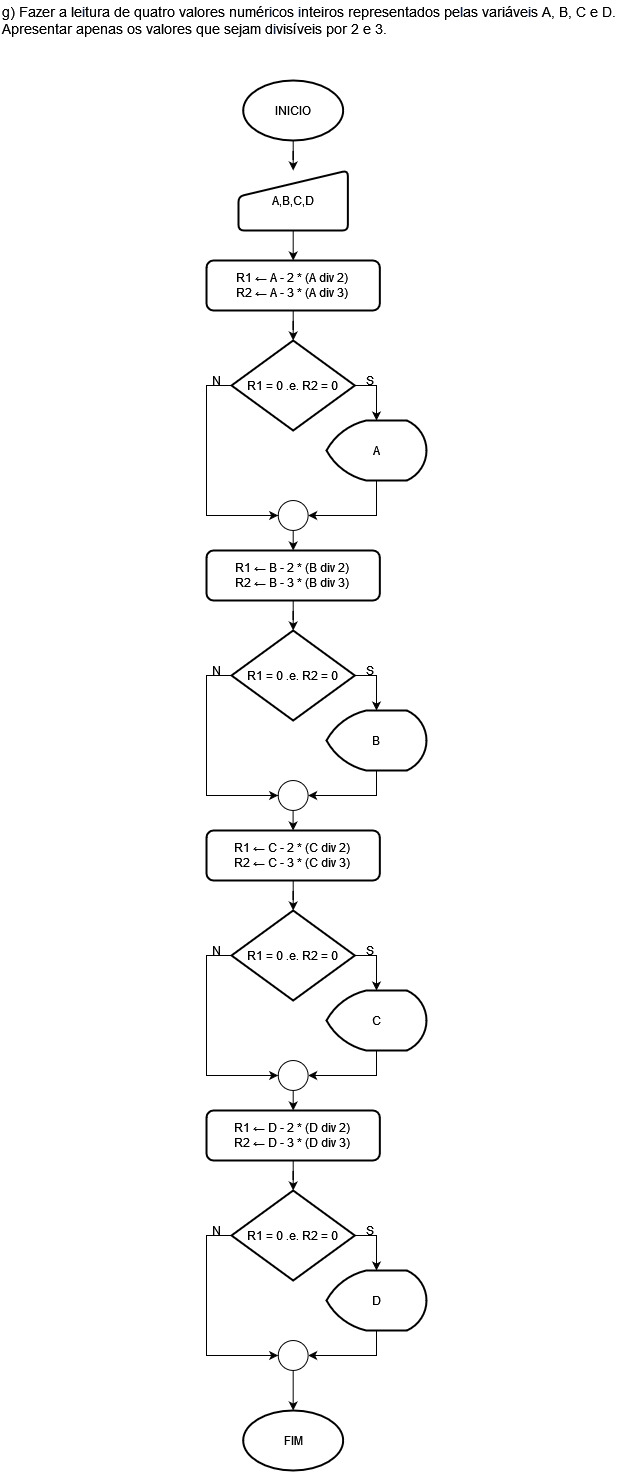 g) Fazer a leitura de quatro valores numéricos inteiros representados pelas variáveis A, B, C e D.
Apresentar apenas os valores que sejam divisíveis por 2 e 3.
INICIO
A,B,C,D
R1 ← A - 2 * (A div 2)
R2 ← A - 3 * (A div 3)
N
R1 = 0 .e. R2 = 0
S
A
R1 ← B - 2 * (B div 2)
R2 ← B - 3 * (B div 3)
N
R1 = 0 .e. R2 = 0
S
B
R1 ← C - 2 * (C div 2)
R2 ← C - 3 * (C div 3)
N
R1 = 0 .e. R2 = 0
S
C
R1 ← D - 2 * (D div 2)
R2 ← D - 3 * (D div 3)
N
R1 = 0 .e. R2 = 0
S
D
FIM